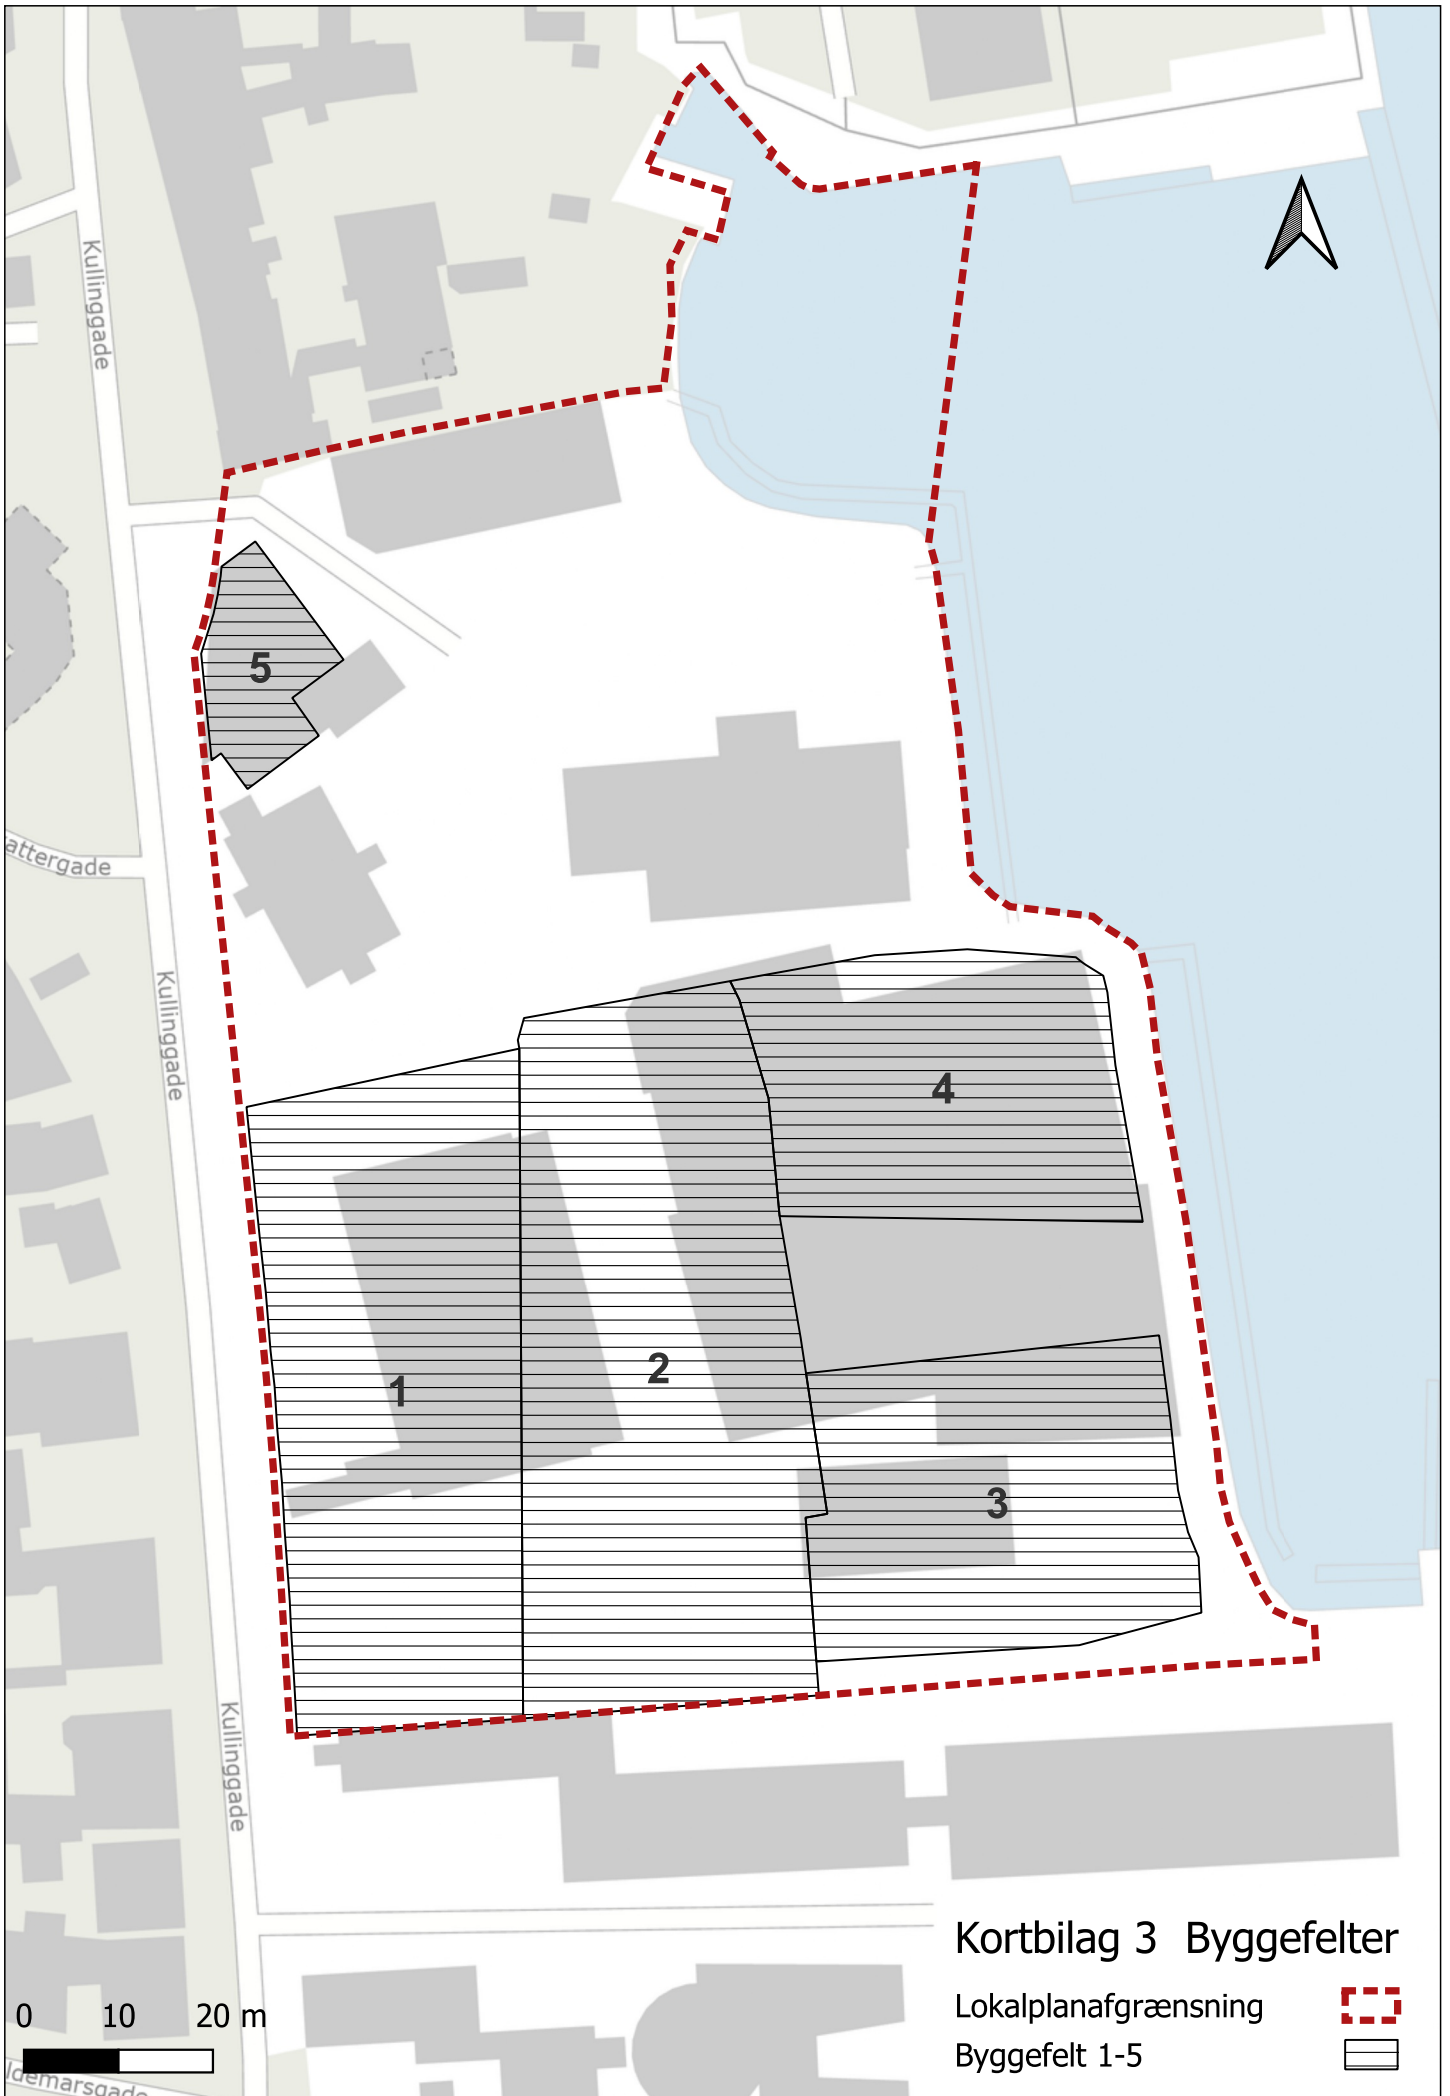 Kullinggade
5
attergade
Kullinggade
4
2
1
3
Kullinggade
Kortbilag 3 Byggefelter
Lokalplanafgrænsning
Byggefelt 1-5
0 10 20 m
ldemarsgade